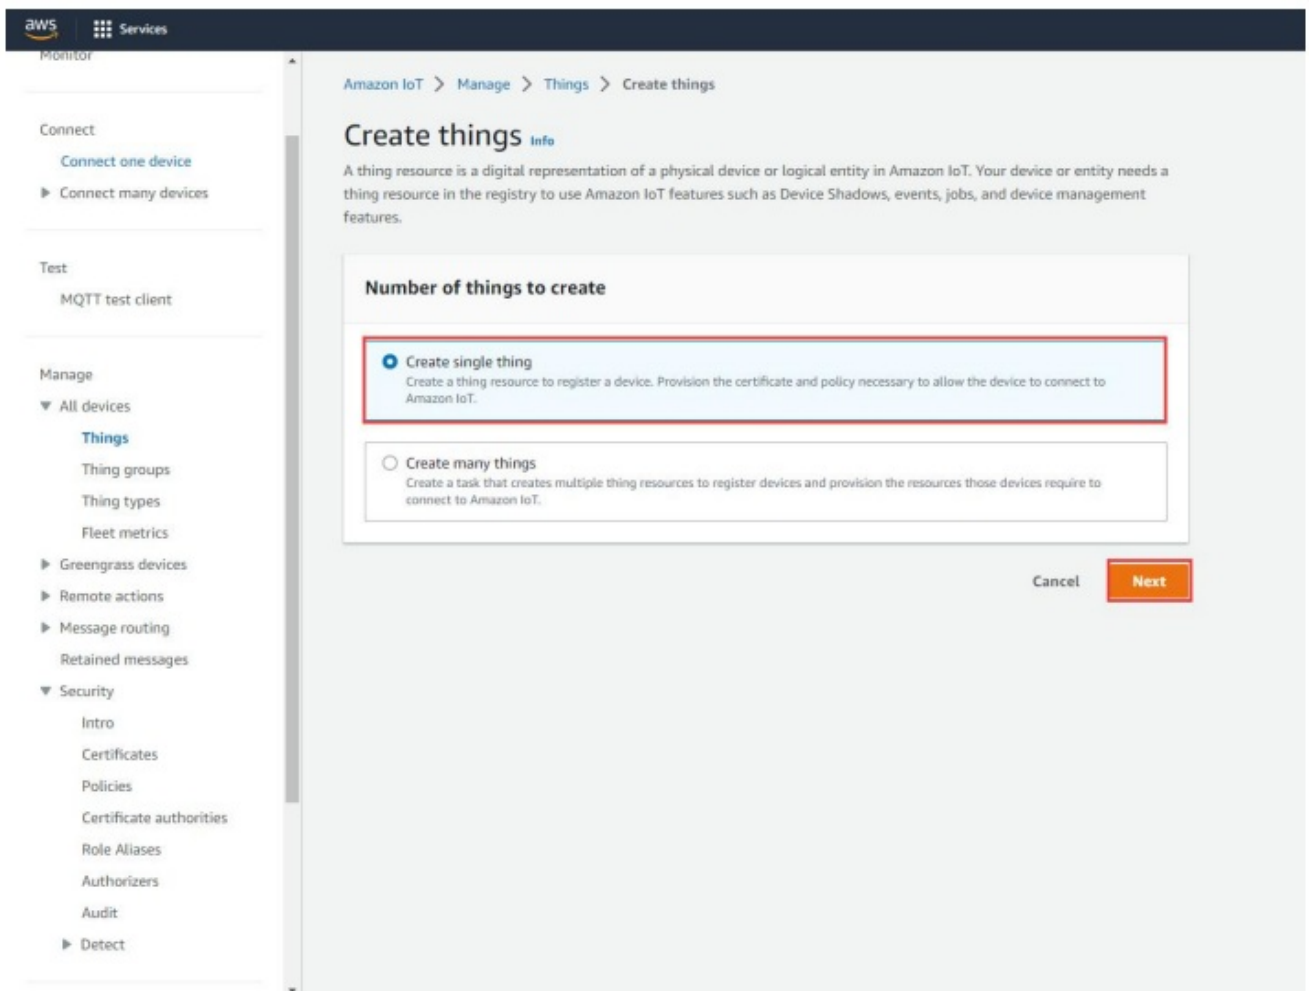 aws
Services
Monitor
Connect
Connect one device
Connect many devices
Test
MQTT test client
Manage
All devices
Things
Thing groups
Thing types
Fleet metrics
Greengrass devices
Remote actions
Message routing
Retained messages
Security
Intro
Certificates
Policies
Certificate authorities
Role Aliases
Authorizers
Audit
Detect
Amazon IoT > Manage > Things > Create things
Create things Info
A thing resource is a digital representation of a physical device or logical entity in Amazon IoT. Your device or entity needs a
thing resource in the registry to use Amazon IoT features such as Device Shadows, events, jobs, and device management
features.
Number of things to create
Create single thing
Create a thing resource to register a device. Provision the certificate and policy necessary to allow the device to connect to
Amazon IoT.
Create many things
Create a task that creates multiple thing resources to register devices and provision the resources those devices require to
connect to Amazon IoT.
Cancel
Next